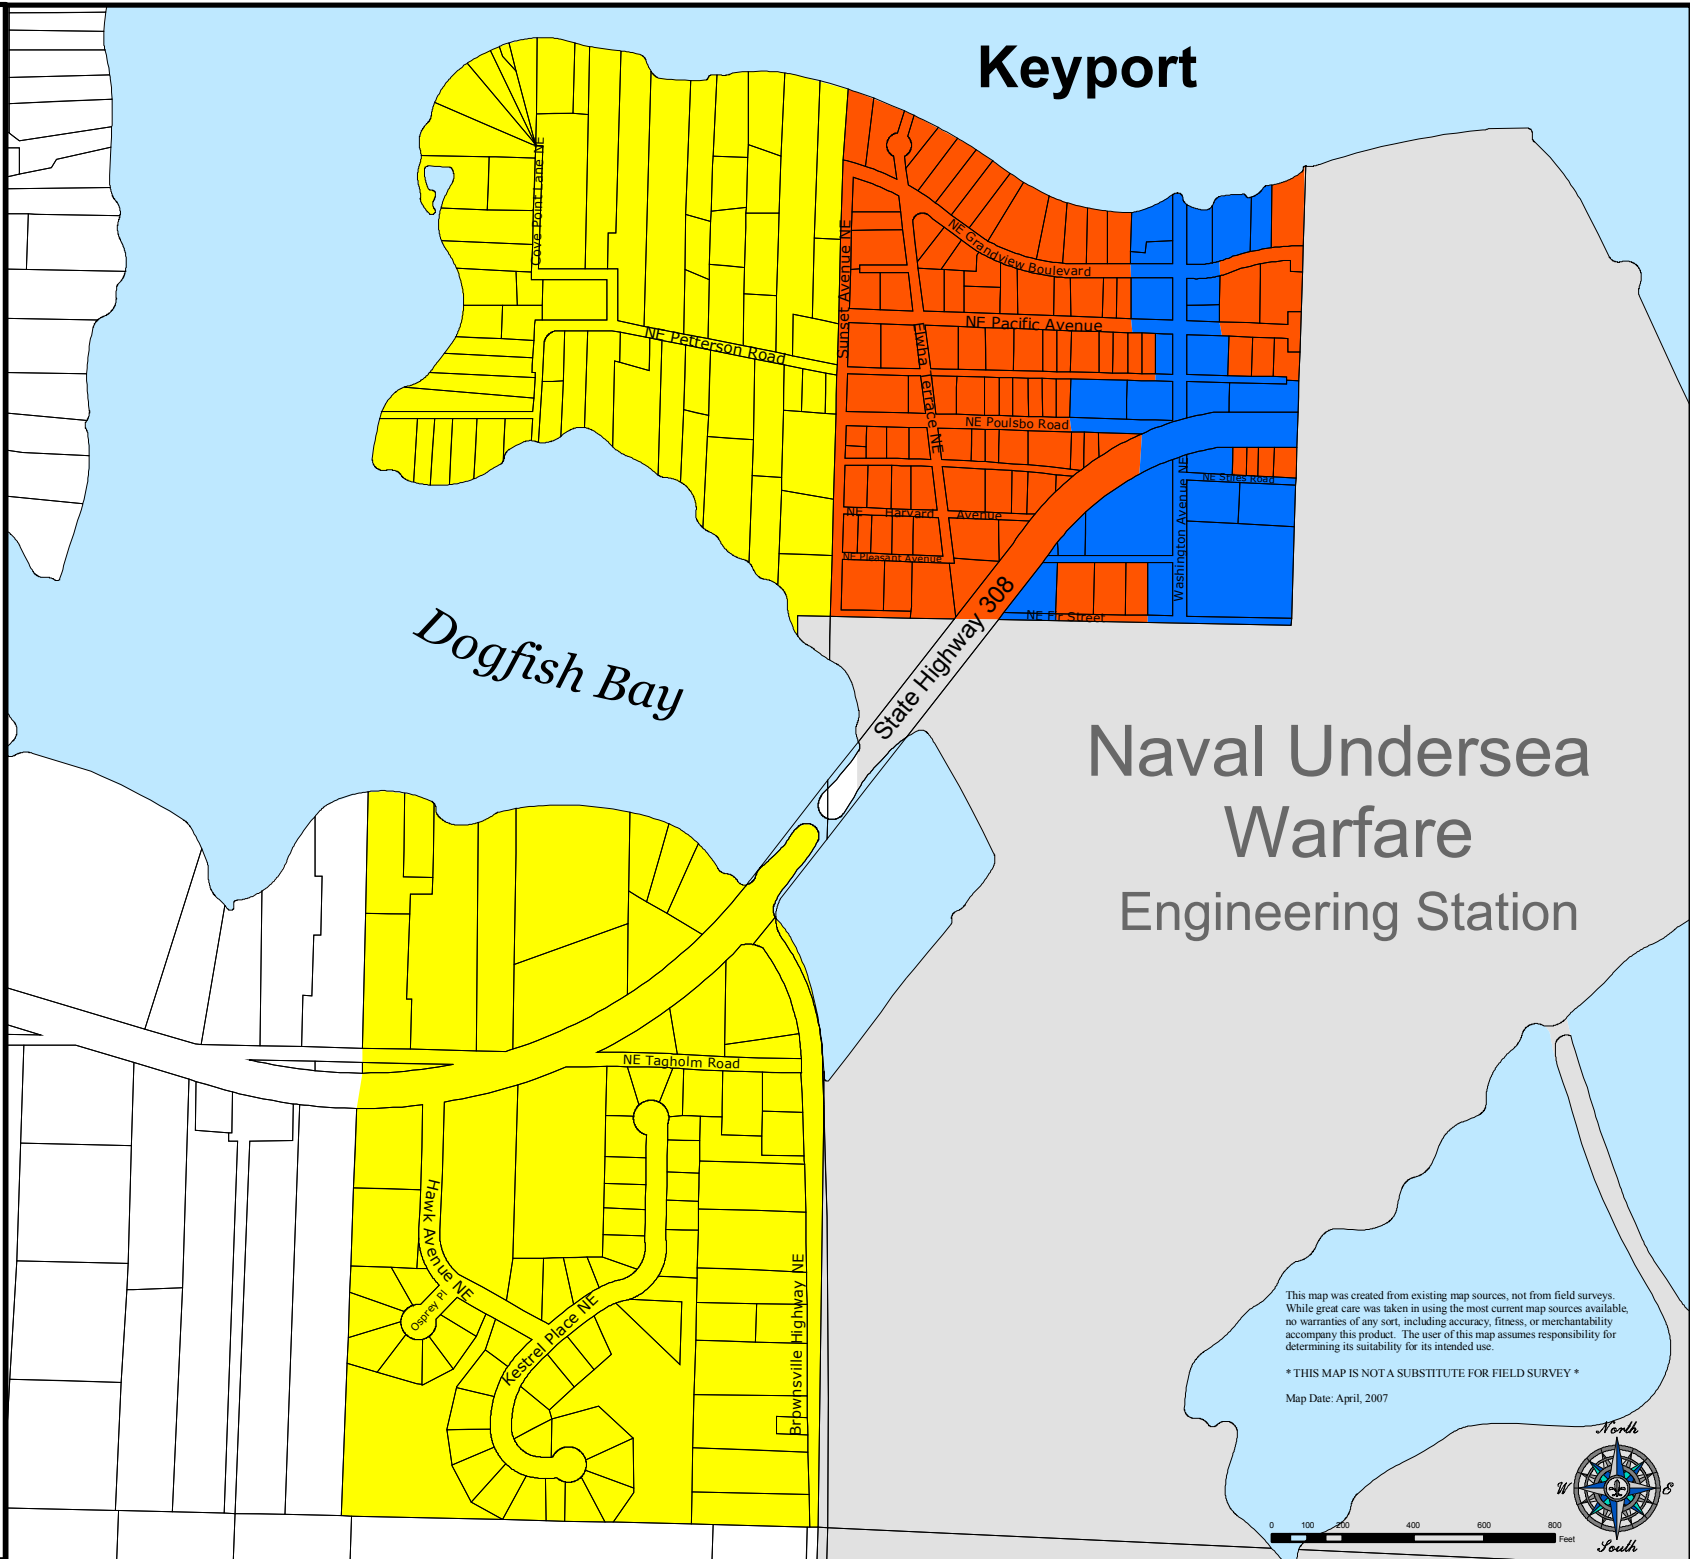 Keyport
Cove Point Lane NE
Sunset Avenue NE
NE Grandview Boulevard
NE Pacific Avenue
NE Petterson Road
Elwha Terrace NE
NE Poulsbo Road
NE Stiles Road
Washington Avenue NE
NE Harvard Avenue
NE Pleasant Avenue
NE Fir Street
State Highway 308
Dogfish Bay
Naval Undersea
Warfare
Engineering Station
NE Tagholm Road
Hawk Avenue NE
Osprey Pl
Kestrel Place NE
Brownsville Highway NE
This map was created from existing map sources, not from field surveys.
While great care was taken in using the most current map sources available,
no warranties of any sort, including accuracy, fitness, or merchantability
accompany this product. The user of this map assumes responsibility for
determining its suitability for its intended use.
* THIS MAP IS NOT A SUBSTITUTE FOR FIELD SURVEY *
Map Date: April, 2007
North
W
S
South
0 100 200 400 600 800
Feet